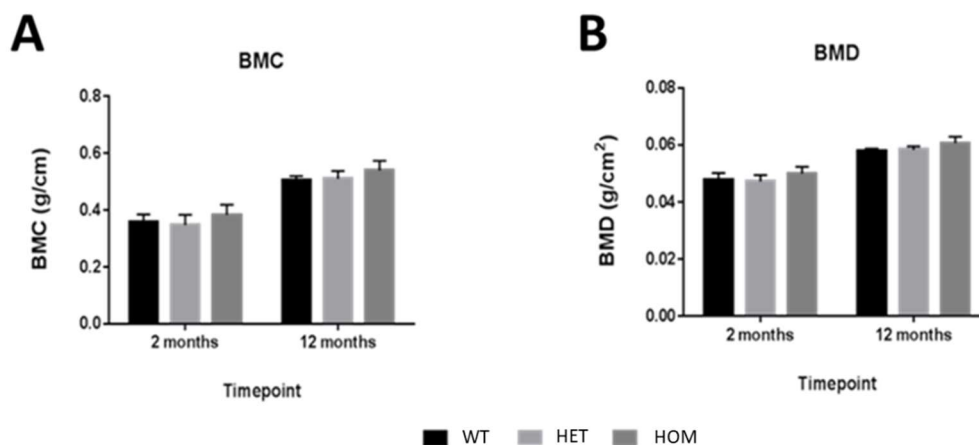 A
BMC
BMC (g/cm)
0.8
0.6
0.4
0.2
0.0
2 months
12 months
Timepoint
B
BMD
BMD (g/cm²)
0.08
0.06
0.04
0.02
0.00
2 months
12 months
Timepoint
WT HET HOM